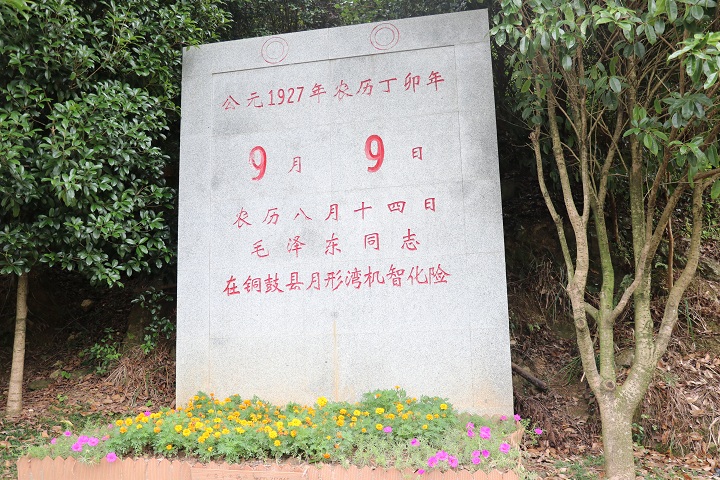 公元1927年农历丁卯年
9月 9日
农历八月十四日
毛泽东同志
在铜鼓县月形湾机智化险